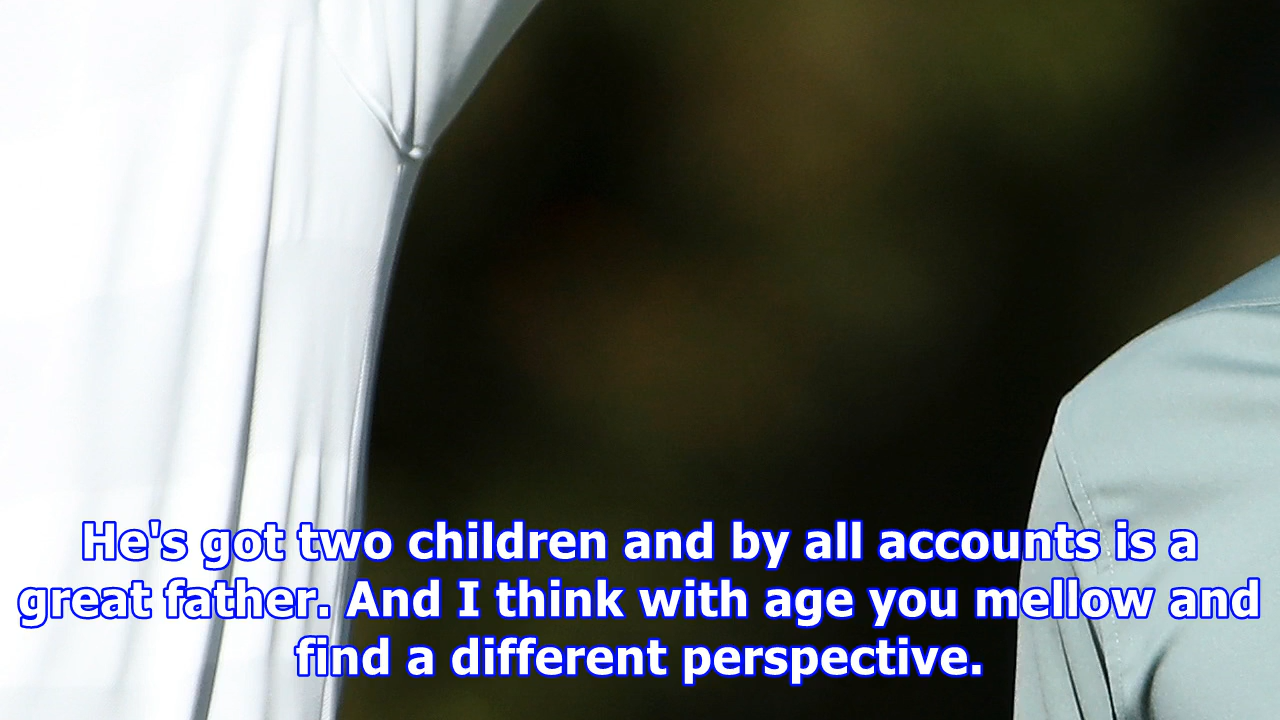 He's got two children and by all accounts is a
great father. And I think with age you mellow and
find a different perspective.